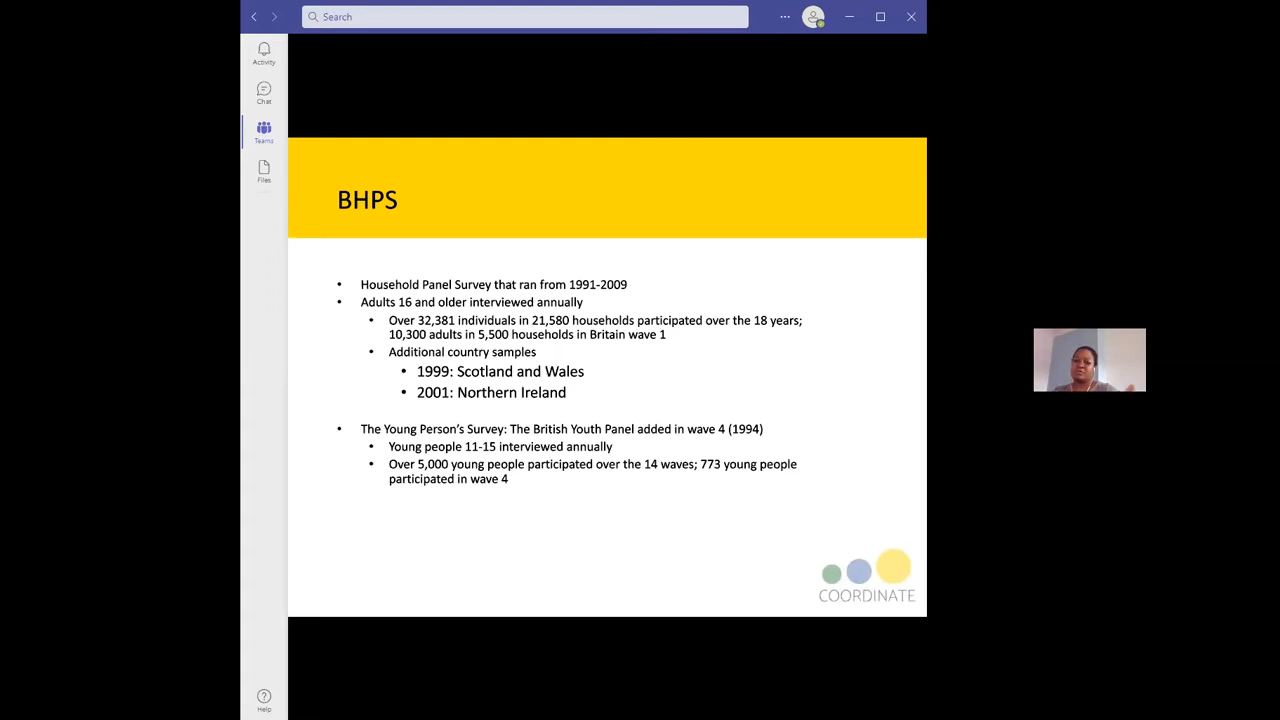 Search
Activity
Chat
Teams
Files
BHPS
• Household Panel Survey that ran from 1991-2009
• Adults 16 and older interviewed annually
• Over 32,381 individuals in 21,580 households participated over the 18 years;
10,300 adults in 5,500 households in Britain wave 1
• Additional country samples
• 1999: Scotland and Wales
• 2001: Northern Ireland
• The Young Person's Survey: The British Youth Panel added in wave 4 (1994)
• Young people 11-15 interviewed annually
• Over 5,000 young people participated over the 14 waves; 773 young people
participated in wave 4
COORDINATE
Help